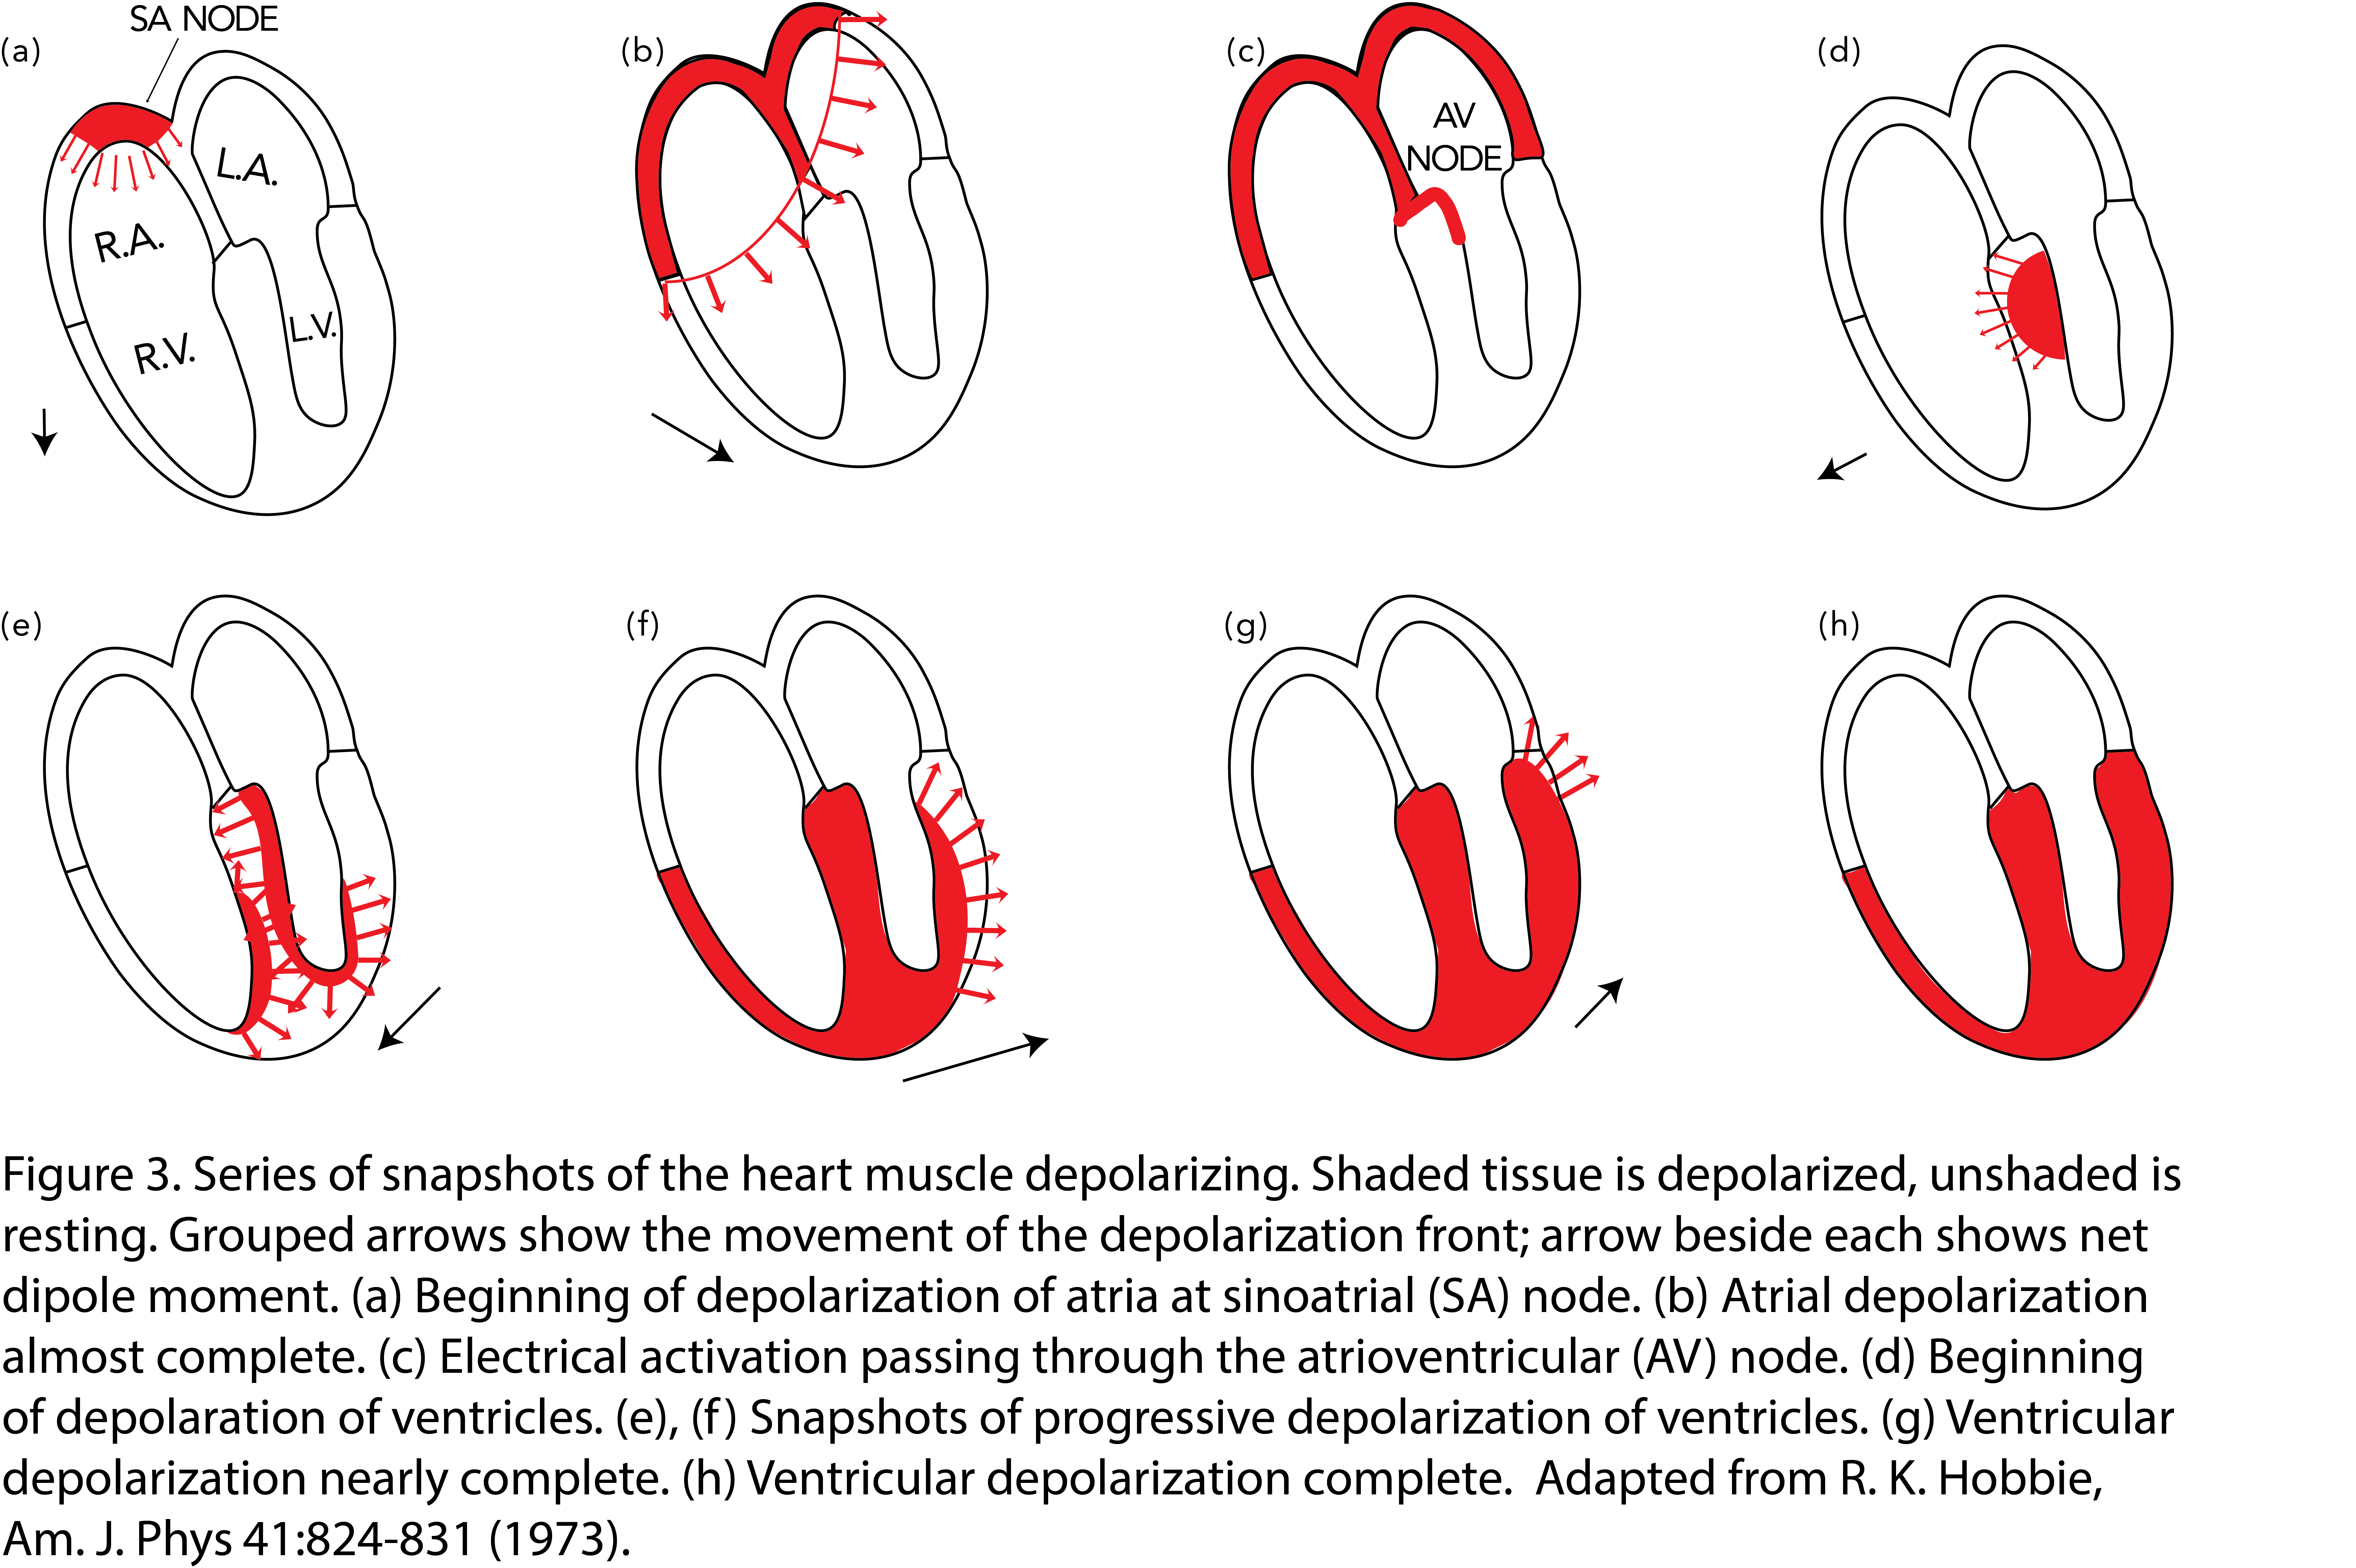 SA NODE
(a)
(b)
(c)
(d)
L.A.
R.A.
R.V.
L.V.
AV
NODE
(e)
(f)
(g)
(h)
Figure 3. Series of snapshots of the heart muscle depolarizing. Shaded tissue is depolarized, unshaded is
resting. Grouped arrows show the movement of the depolarization front; arrow beside each shows net
dipole moment. (a) Beginning of depolarization of atria at sinoatrial (SA) node. (b) Atrial depolarization
almost complete. (c) Electrical activation passing through the atrioventricular (AV) node. (d) Beginning
of depolaration of ventricles. (e), (f) Snapshots of progressive depolarization of ventricles. (g) Ventricular
depolarization nearly complete. (h) Ventricular depolarization complete.  Adapted from R. K. Hobbie,
Am. J. Phys 41:824-831 (1973).